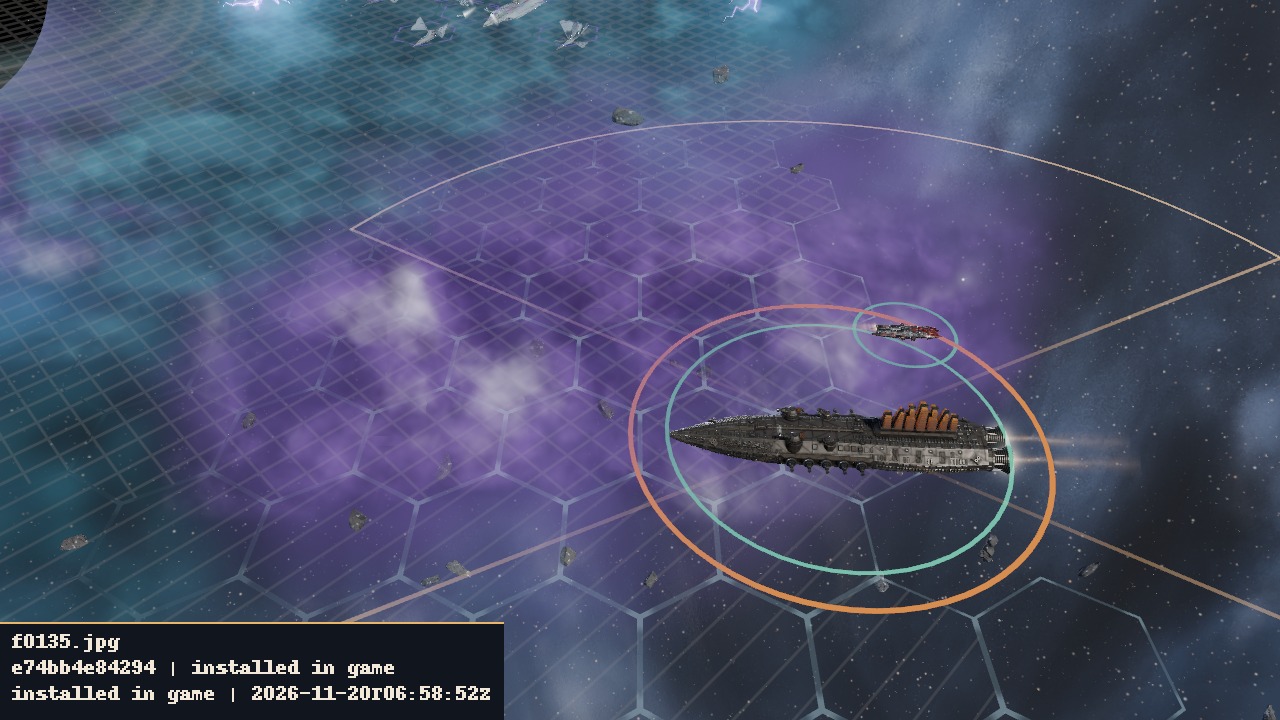 f0135.jpg
e74bb4e84294 | installed in game
installed in game | 2026-11-20T06:58:52Z